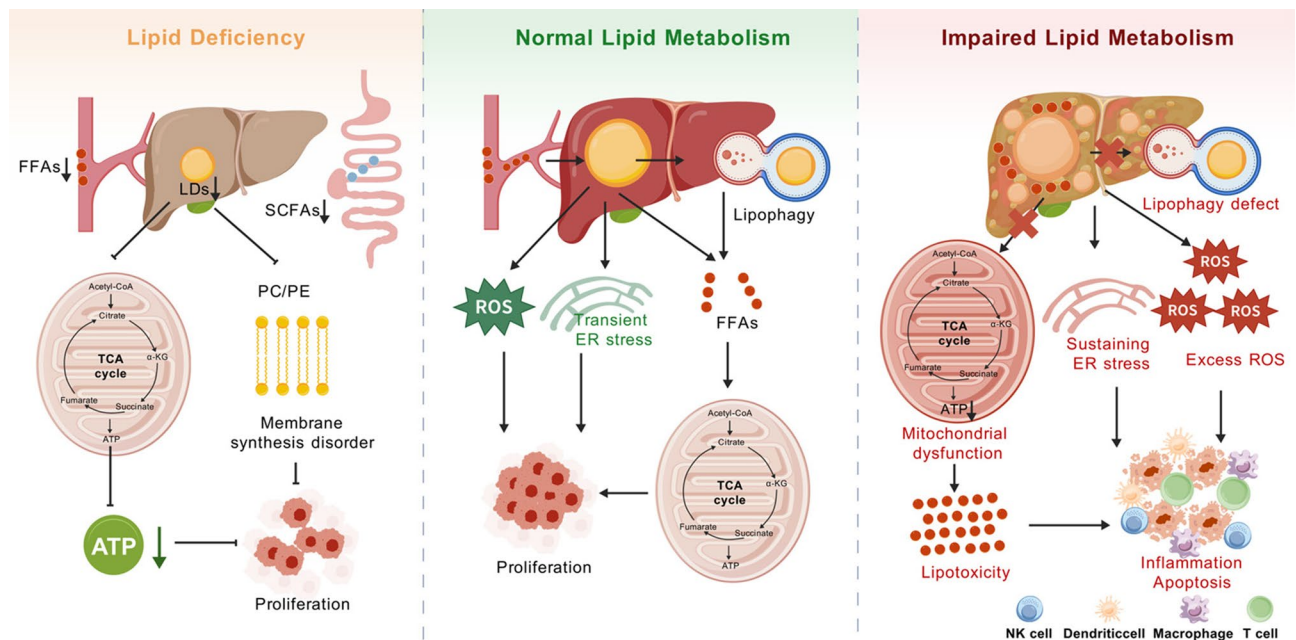 Lipid Deficiency
FFAs
LDs
SCFAs
Acetyl-CoA
Citrate
TCA
cycle
α-KG
Fumarate
Succinate
ATP
PC/PE
Membrane
synthesis disorder
ATP
Proliferation
Normal Lipid Metabolism
Lipophagy
ROS
Transient
ER stress
FFAs
Proliferation
Acetyl-CoA
Citrate
TCA
cycle
α-KG
Fumarate
Succinate
ATP
Impaired Lipid Metabolism
Lipophagy defect
Acetyl-CoA
Citrate
TCA
cycle
α-KG
Fumarate
Succinate
ATP
Mitochondrial
dysfunction
Lipotoxicity
Sustaining
ER stress
ROS
ROS
ROS
Excess ROS
Inflammation
Apoptosis
NK cell
Dendriticcell
Macrophage
T cell